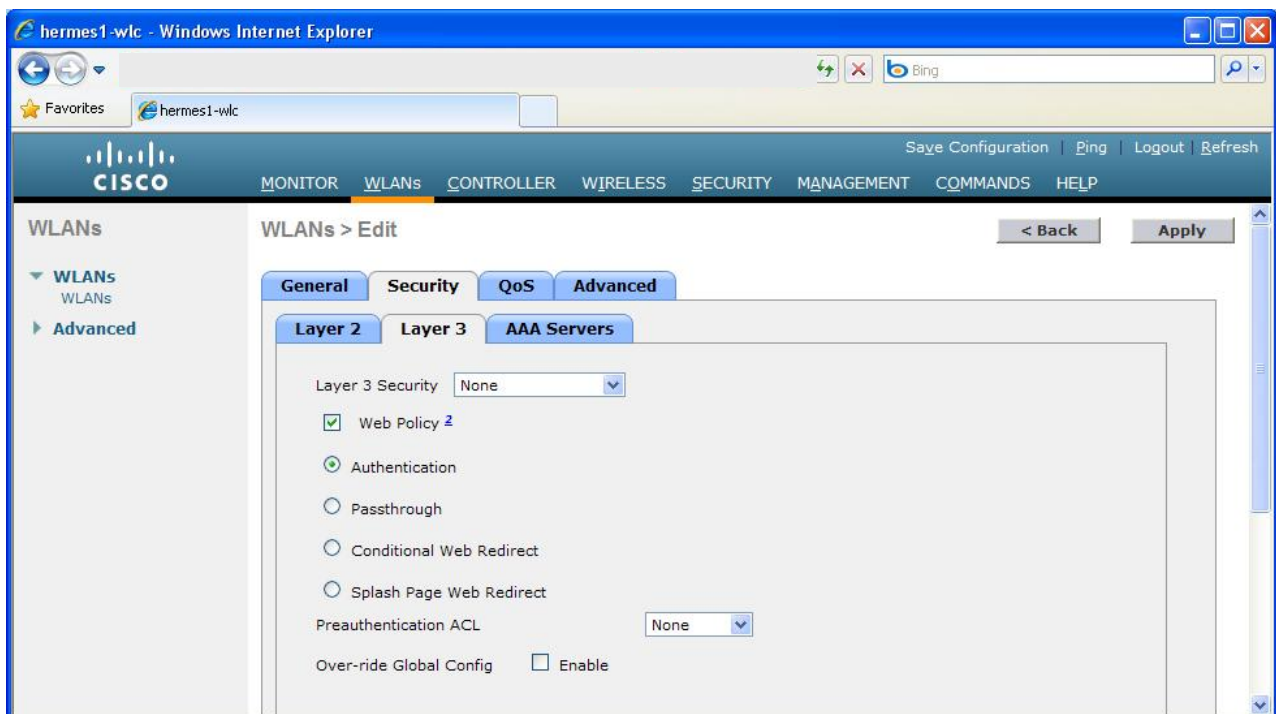 hermes1-wlc - Windows Internet Explorer
Bing
Favorites hermes1-wlc
Save Configuration | Ping | Logout | Refresh
CISCO
MONITOR WLANs CONTROLLER WIRELESS SECURITY MANAGEMENT COMMANDS HELP
WLANs
WLANs
WLANs
Advanced
WLANs > Edit
< Back Apply
General Security QoS Advanced
Layer 2 Layer 3 AAA Servers
Layer 3 Security None
Web Policy 2
Authentication
Passthrough
Conditional Web Redirect
Splash Page Web Redirect
Preauthentication ACL None
Over-ride Global Config Enable